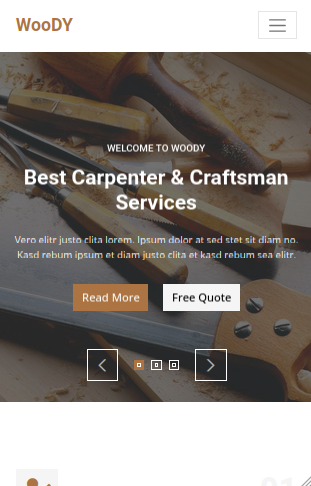 WooDY
WELCOME TO WOODY
Best Carpenter & Craftsman
Services
Vero elitr justo clita lorem. Ipsum dolor at sed stet sit diam no.
Kasd rebum ipsum et diam justo clita et kasd rebum sea elitr.
Read More
Free Quote
01